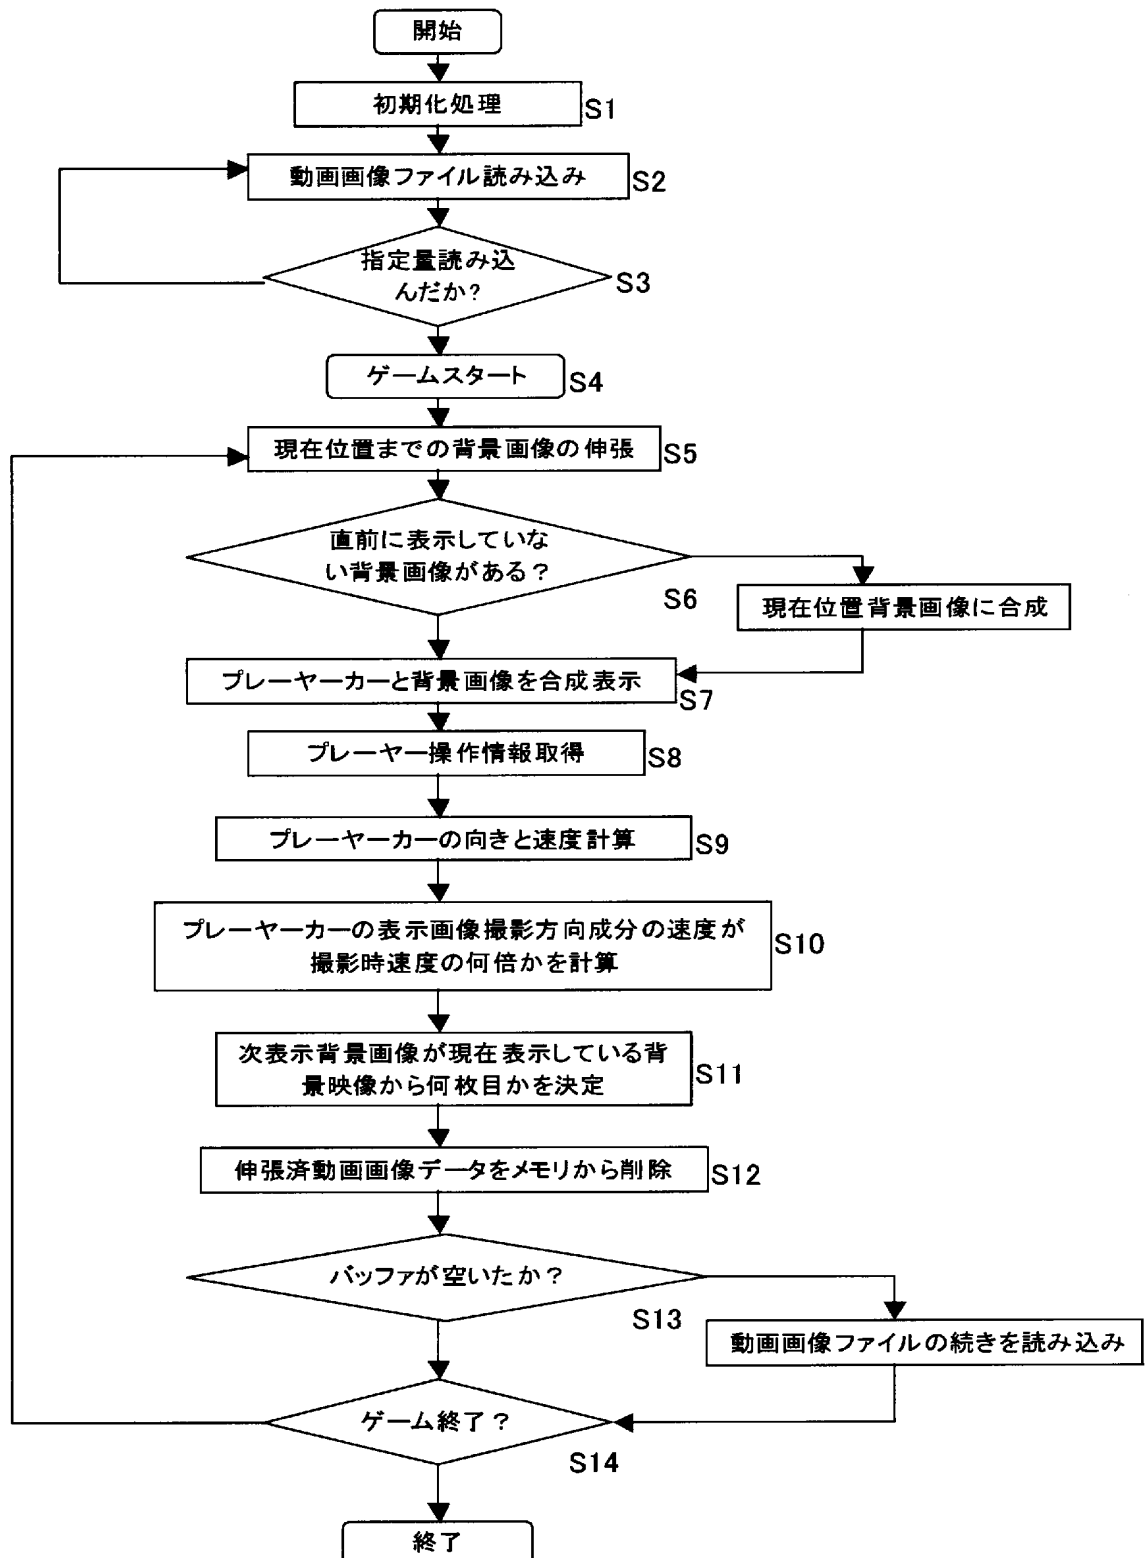 開始
初期化処理
S1
動画画像ファイル読み込み
S2
指定量読み込
んだか?
S3
ゲームスタート
S4
現在位置までの背景画像の伸張
S5
直前に表示していな
い背景画像がある?
S6
現在位置背景画像に合成
プレーヤーカーと背景画像を合成表示
S7
プレーヤー操作情報取得
S8
プレーヤーカーの向きと速度計算
S9
プレーヤーカーの表示画像撮影方向成分の速度が
撮影時速度の何倍かを計算
S10
次表示背景画像が現在表示している背
景映像から何枚目かを決定
S11
伸張済動画画像データをメモリから削除
S12
バッファが空いたか?
S13
動画画像ファイルの続きを読み込み
ゲーム終了?
S14
終了